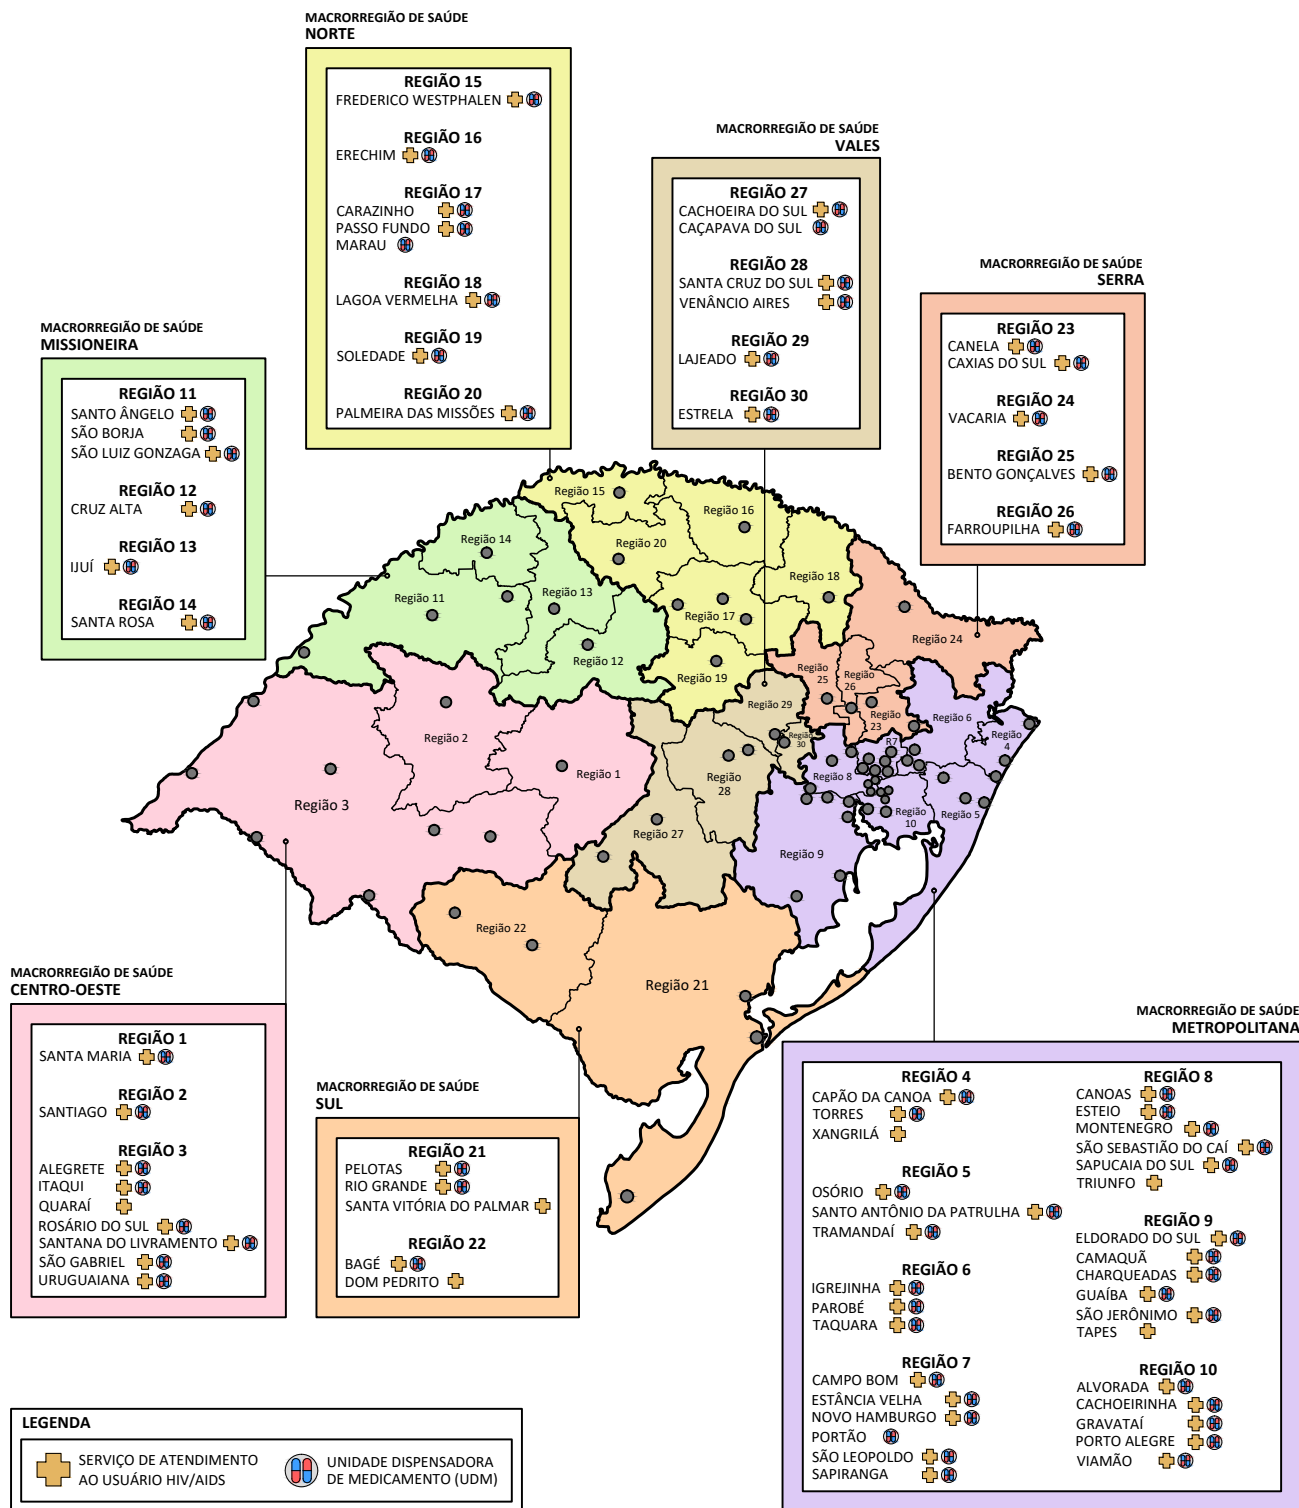 MACRORREGIÃO DE SAÚDE
NORTE
REGIÃO 15
FREDERICO WESTPHALEN
REGIÃO 16
ERECHIM
REGIÃO 17
CARAZINHO
PASSO FUNDO
MARAU
REGIÃO 18
LAGOA VERMELHA
REGIÃO 19
SOLEDADE
REGIÃO 20
PALMEIRA DAS MISSÕES
MACRORREGIÃO DE SAÚDE
VALES
REGIÃO 27
CACHOEIRA DO SUL
CAÇAPAVA DO SUL
REGIÃO 28
SANTA CRUZ DO SUL
VENÂNCIO AIRES
REGIÃO 29
LAJEADO
REGIÃO 30
ESTRELA
MACRORREGIÃO DE SAÚDE
SERRA
REGIÃO 23
CANELA
CAXIAS DO SUL
REGIÃO 24
VACARIA
REGIÃO 25
BENTO GONÇALVES
REGIÃO 26
FARROUPILHA
MACRORREGIÃO DE SAÚDE
MISSIONEIRA
REGIÃO 11
SANTO ÂNGELO
SÃO BORJA
SÃO LUIZ GONZAGA
REGIÃO 12
CRUZ ALTA
REGIÃO 13
IJUÍ
REGIÃO 14
SANTA ROSA
Região 15
Região 16
Região 14
Região 20
Região 18
Região 11
Região 13
Região 17
Região 24
Região 12
Região 19
Região
25
Região
26
Região 29
Região
23
Região 6
Região
4
Região 2
Região
30
R7
Região 1
Região 8
Região
28
Região 3
Região
10
Região 5
Região 27
Região 9
Região 22
Região 21
MACRORREGIÃO DE SAÚDE
CENTRO-OESTE
REGIÃO 1
SANTA MARIA
REGIÃO 2
SANTIAGO
REGIÃO 3
ALEGRETE
ITAQUI
QUARAÍ
ROSÁRIO DO SUL
SANTANA DO LIVRAMENTO
SÃO GABRIEL
URUGUAIANA
MACRORREGIÃO DE SAÚDE
SUL
REGIÃO 21
PELOTAS
RIO GRANDE
SANTA VITÓRIA DO PALMAR
REGIÃO 22
BAGÉ
DOM PEDRITO
MACRORREGIÃO DE SAÚDE
METROPOLITANA
REGIÃO 4
CAPÃO DA CANOA
TORRES
XANGRILÁ
REGIÃO 5
OSÓRIO
SANTO ANTÔNIO DA PATRULHA
TRAMANDAÍ
REGIÃO 6
IGREJINHA
PAROBÉ
TAQUARA
REGIÃO 7
CAMPO BOM
ESTÂNCIA VELHA
NOVO HAMBURGO
PORTÃO
SÃO LEOPOLDO
SAPIRANGA
REGIÃO 8
CANOAS
ESTEIO
MONTENEGRO
SÃO SEBASTIÃO DO CAÍ
SAPUCAIA DO SUL
TRIUNFO
REGIÃO 9
ELDORADO DO SUL
CAMAQUÃ
CHARQUEADAS
GUAÍBA
SÃO JERÔNIMO
TAPES
REGIÃO 10
ALVORADA
CACHOEIRINHA
GRAVATAÍ
PORTO ALEGRE
VIAMÃO
LEGENDA
SERVIÇO DE ATENDIMENTO
AO USUÁRIO HIV/AIDS
UNIDADE DISPENSADORA
DE MEDICAMENTO (UDM)